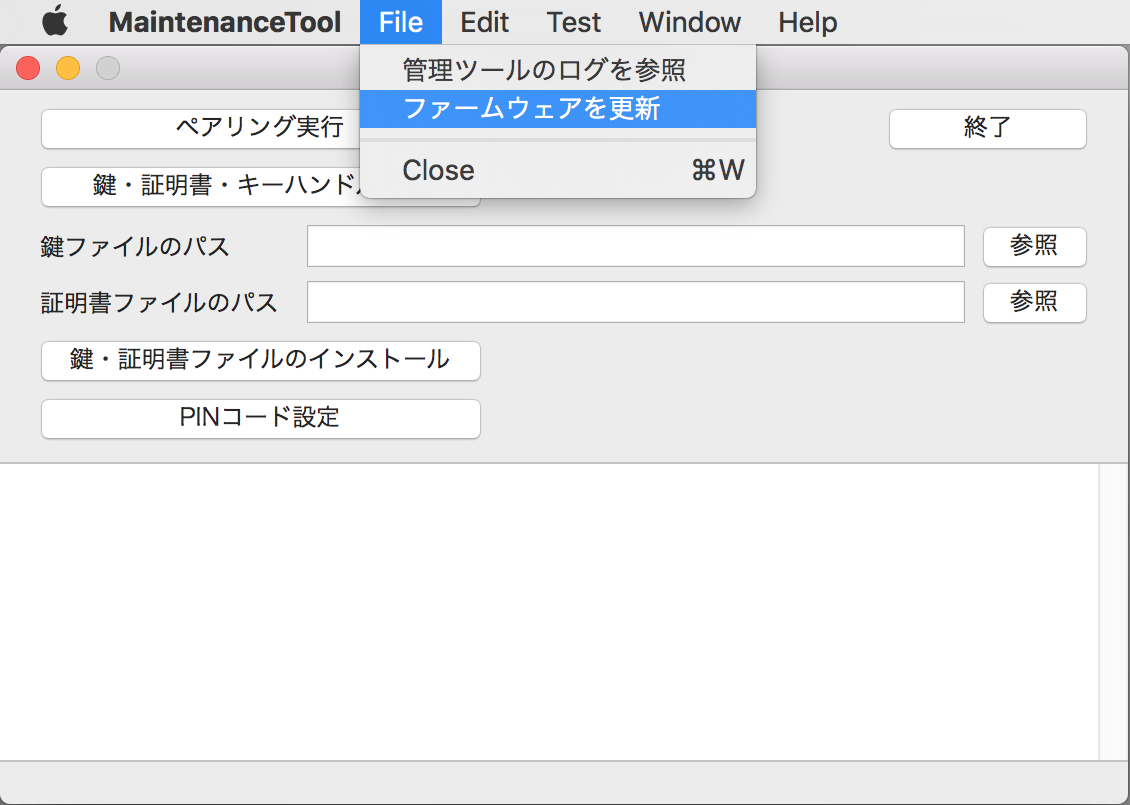 MaintenanceTool File Edit Test Window Help
管理ツールのログを参照
ファームウェアを更新
Close ⌘W
ペアリング実行
終了
鍵・証明書・キーハンドル
鍵ファイルのパス
参照
証明書ファイルのパス
参照
鍵・証明書ファイルのインストール
PINコード設定